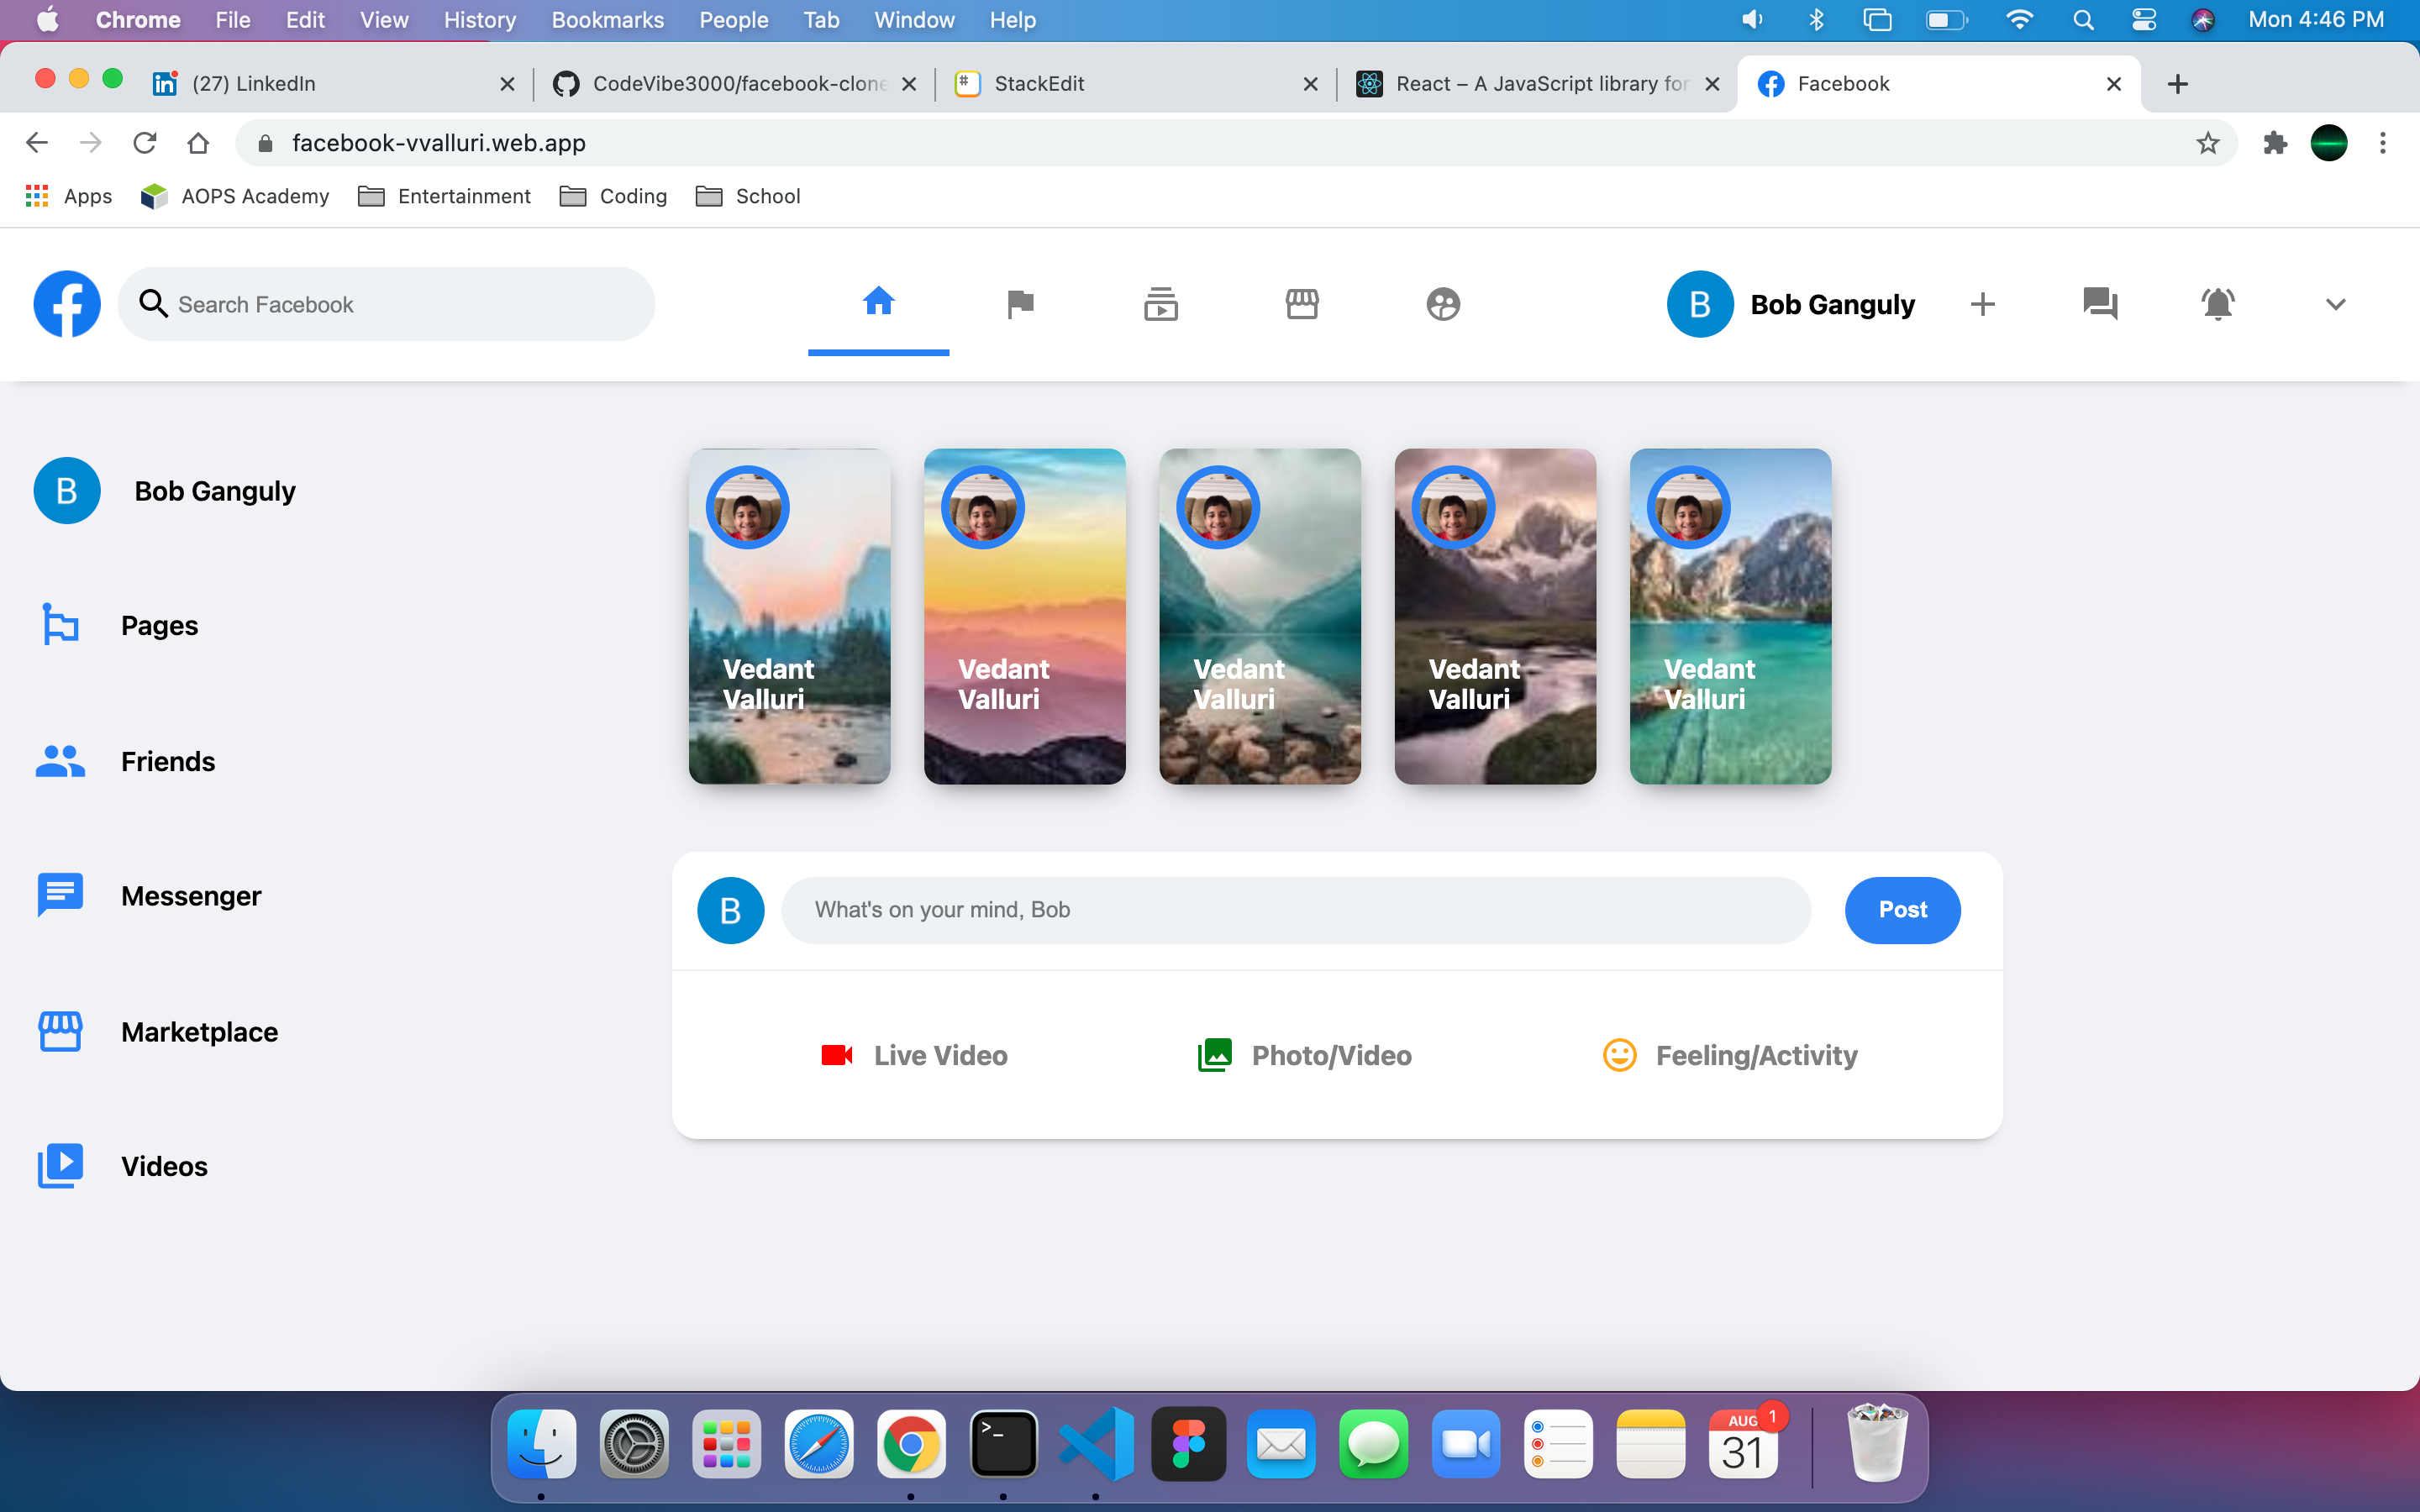 Chrome File Edit View History Bookmarks People Tab Window Help Mon 4:46 PM
(27) LinkedIn CodeVibe3000/facebook-clone StackEdit React – A JavaScript library for Facebook
facebook-vvalluri.web.app
Apps AOPS Academy Entertainment Coding School
Search Facebook B Bob Ganguly
B Bob Ganguly
Pages
Friends
Messenger
Marketplace
Videos
Vedant
Valluri
Vedant
Valluri
Vedant
Valluri
Vedant
Valluri
Vedant
Valluri
B What's on your mind, Bob Post
Live Video Photo/Video Feeling/Activity
AUG 1
31